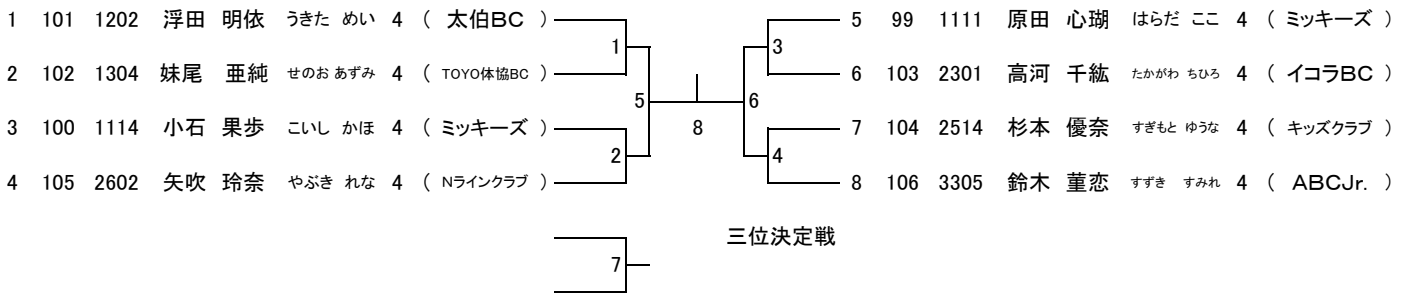 1 101 1202 浮田 明依 うきた めい 4 ( 太伯BC )
1
2 102 1304 妹尾 亜純 せのお あずみ 4 ( TOYO体協BC )
5
3 100 1114 小石 果歩 こいし かほ 4 ( ミッキーズ )
2
4 105 2602 矢吹 玲奈 やぶき れな 4 ( Nラインクラブ )
8
5 99 1111 原田 心瑚 はらだ ここ 4 ( ミッキーズ )
3
6 103 2301 高河 千紘 たかがわ ちひろ 4 ( イコラBC )
6
7 104 2514 杉本 優奈 すぎもと ゆうな 4 ( キッズクラブ )
4
8 106 3305 鈴木 菫恋 すずき すみれ 4 ( ABCJr. )
三位決定戦
7